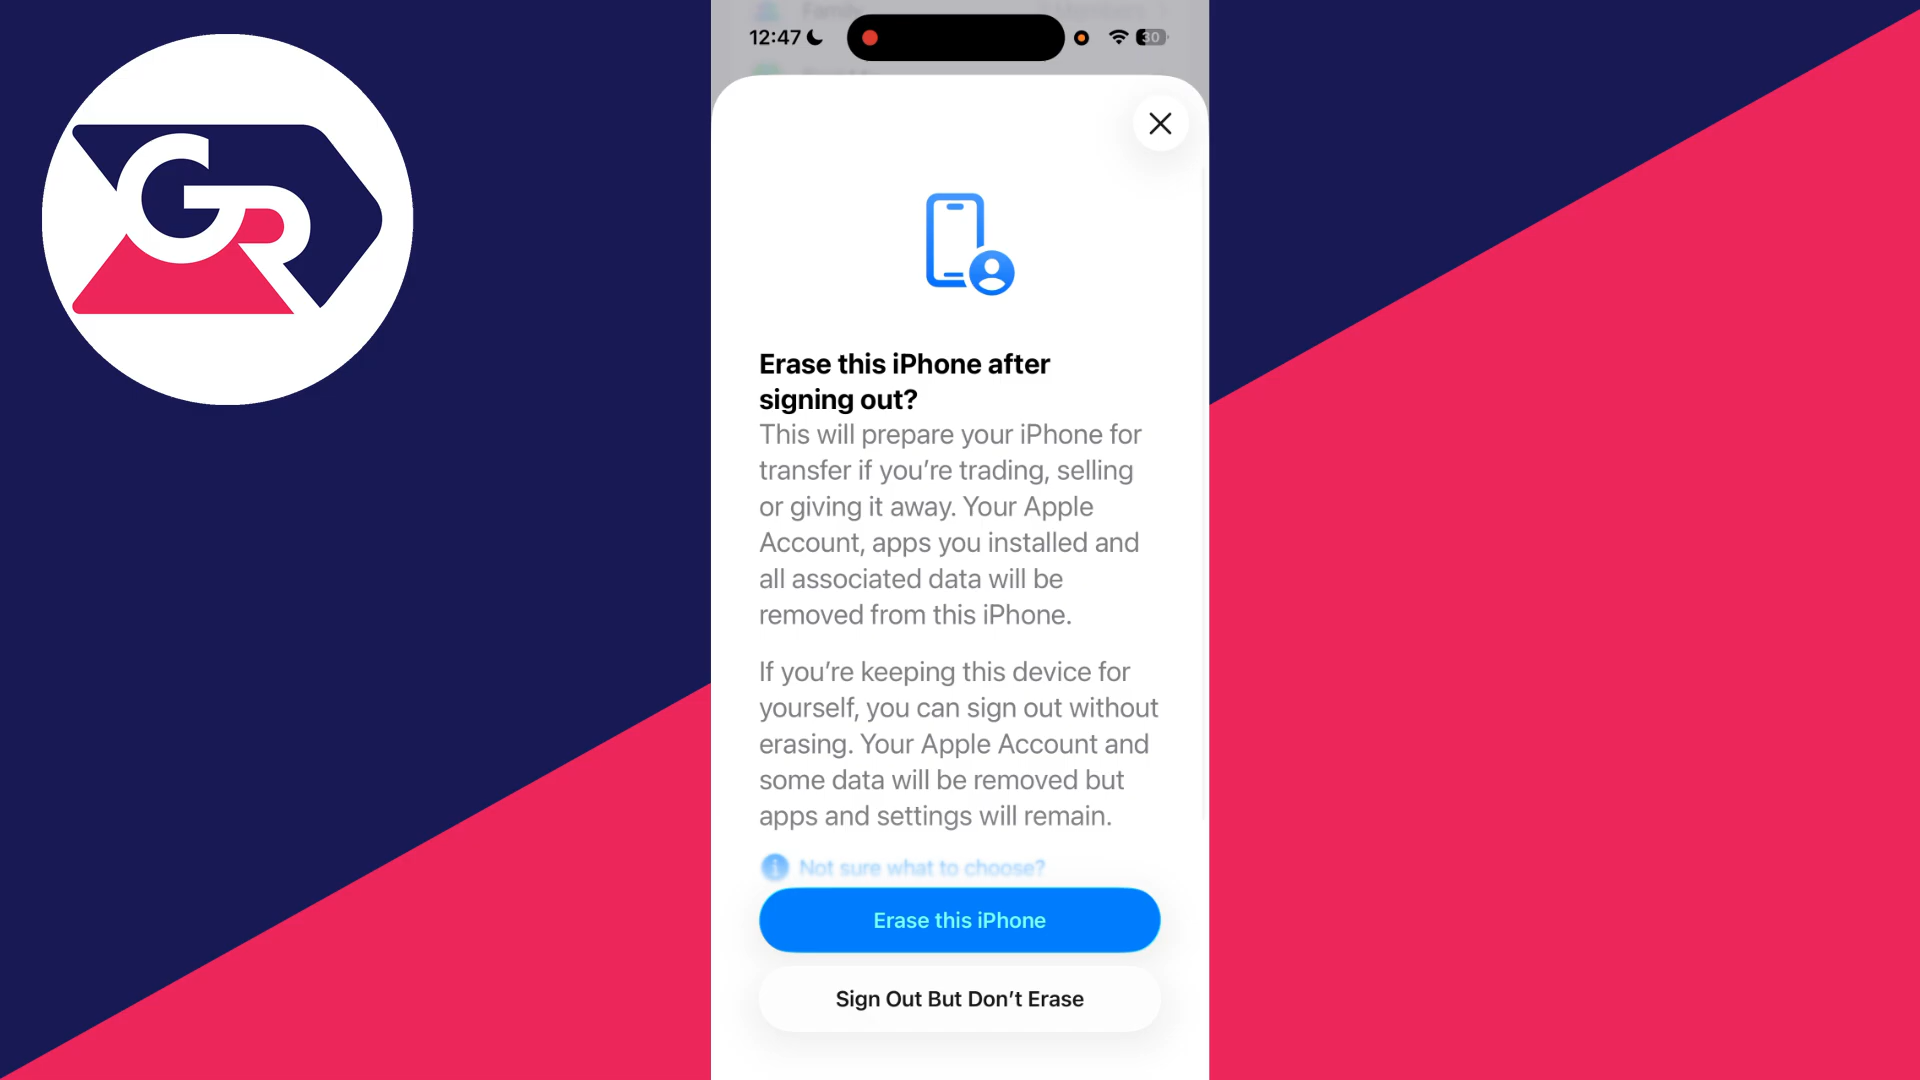 GR
Family
12:47
30
Erase this iPhone after
signing out?
This will prepare your iPhone for
transfer if you're trading, selling
or giving it away. Your Apple
Account, apps you installed and
all associated data will be
removed from this iPhone.
If you're keeping this device for
yourself, you can sign out without
erasing. Your Apple Account and
some data will be removed but
apps and settings will remain.
Not sure what to choose?
Erase this iPhone
Sign Out But Don't Erase